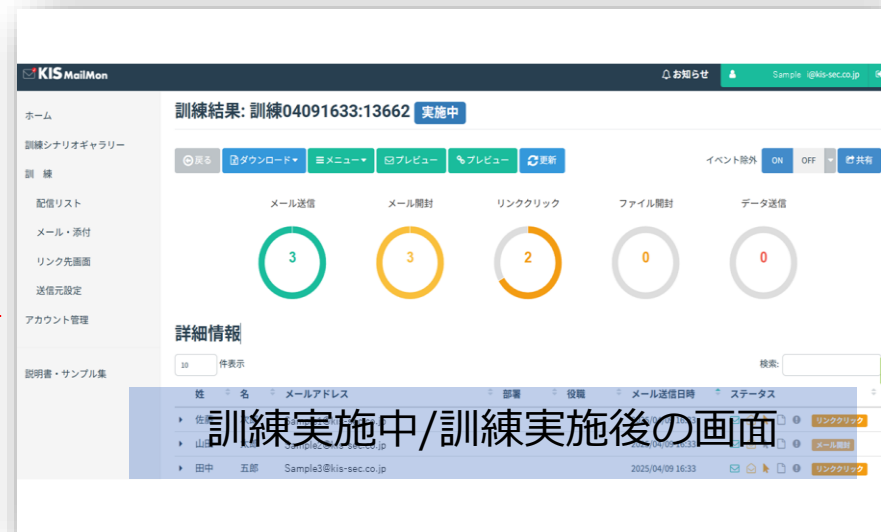 KIS MailMon
お知らせ
Sample i@kis-sec.co.jp
ホーム
訓練シナリオギャラリー
訓 練
配信リスト
メール・添付
リンク先画面
送信元設定
アカウント管理
説明書・サンプル集
訓練結果: 訓練04091633:13662 実施中
戻る ダウンロード メニュー プレビュー プレビュー 更新
イベント除外 ON OFF 共有
メール送信 メール開封 リンククリック ファイル開封 データ送信
3 3 2 0 0
詳細情報
10 件表示
検索:
姓 名 メールアドレス 部署 役職 メール送信日時 ステータス
リンククリック
メール開封
田中 五郎 Sample3@kis-sec.co.jp 2025/04/09 16:33 リンククリック
訓練実施中/訓練実施後の画面